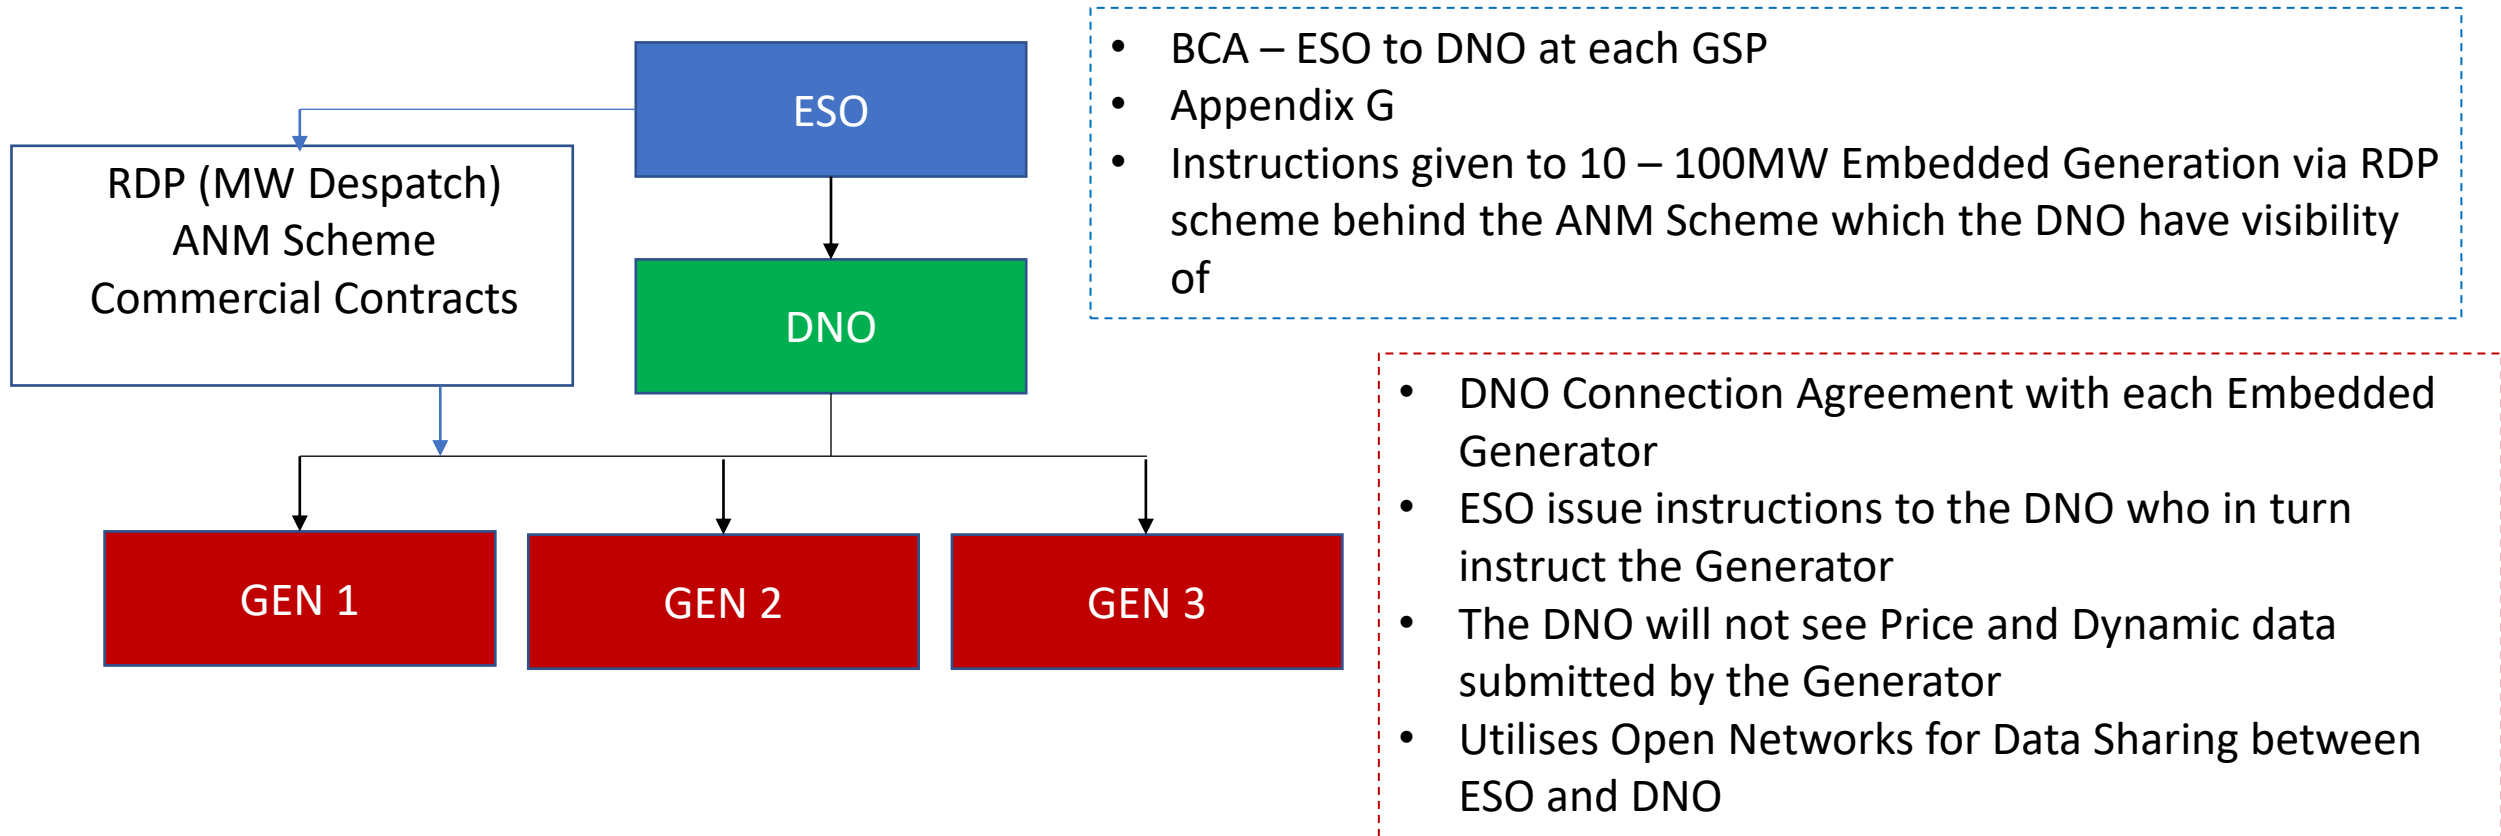 ESO
RDP (MW Despatch)
ANM Scheme
Commercial Contracts
DNO
GEN 1
GEN 2
GEN 3
• BCA – ESO to DNO at each GSP
• Appendix G
• Instructions given to 10 – 100MW Embedded Generation via RDP
scheme behind the ANM Scheme which the DNO have visibility
of
• DNO Connection Agreement with each Embedded
Generator
• ESO issue instructions to the DNO who in turn
instruct the Generator
• The DNO will not see Price and Dynamic data
submitted by the Generator
• Utilises Open Networks for Data Sharing between
ESO and DNO